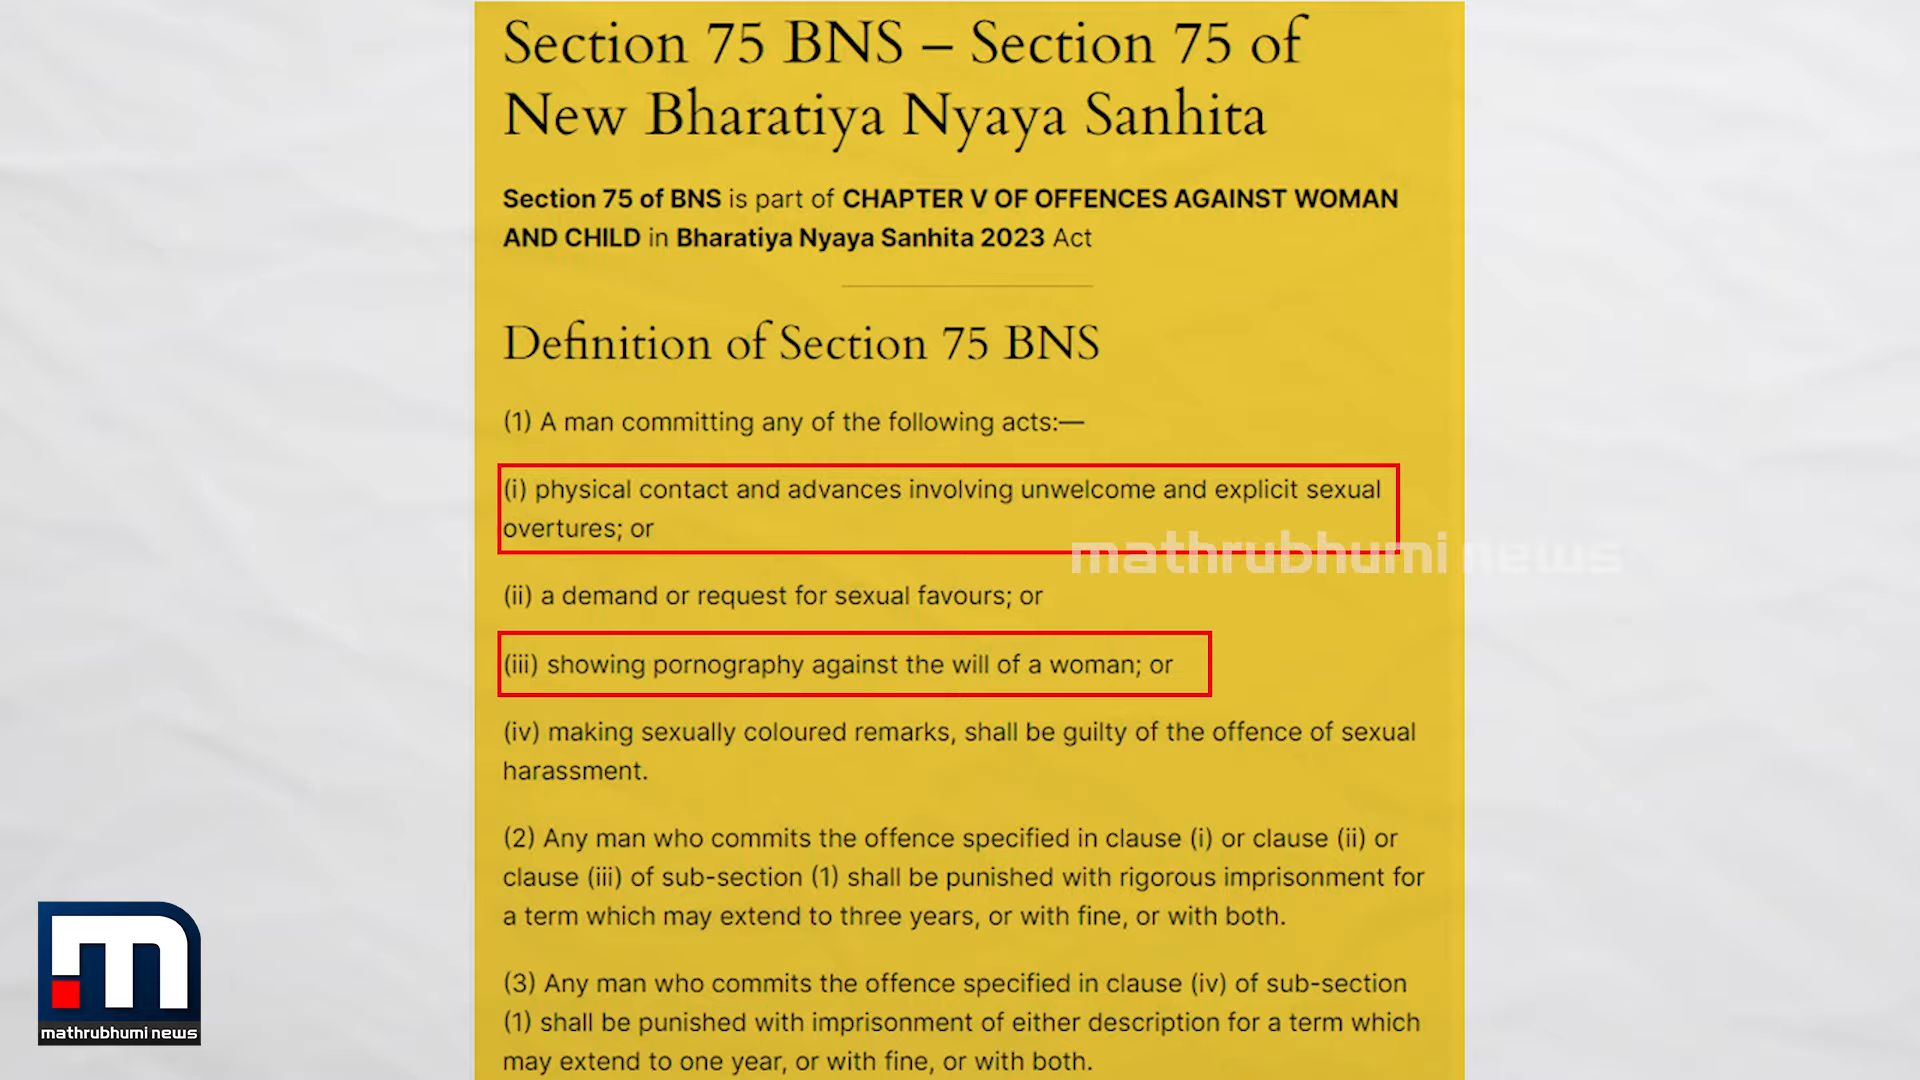 Section 75 BNS – Section 75 of
New Bharatiya Nyaya Sanhita
Section 75 of BNS is part of CHAPTER V OF OFFENCES AGAINST WOMAN
AND CHILD in Bharatiya Nyaya Sanhita 2023 Act
Definition of Section 75 BNS
(1) A man committing any of the following acts:—
(i) physical contact and advances involving unwelcome and explicit sexual
overtures; or
mathrubhumi news
(ii) a demand or request for sexual favours; or
(iii) showing pornography against the will of a woman; or
(iv) making sexually coloured remarks, shall be guilty of the offence of sexual
harassment.
(2) Any man who commits the offence specified in clause (i) or clause (ii) or
clause (iii) of sub-section (1) shall be punished with rigorous imprisonment for
a term which may extend to three years, or with fine, or with both.
(3) Any man who commits the offence specified in clause (iv) of sub-section
(1) shall be punished with imprisonment of either description for a term which
may extend to one year, or with fine, or with both.
mathrubhumi news